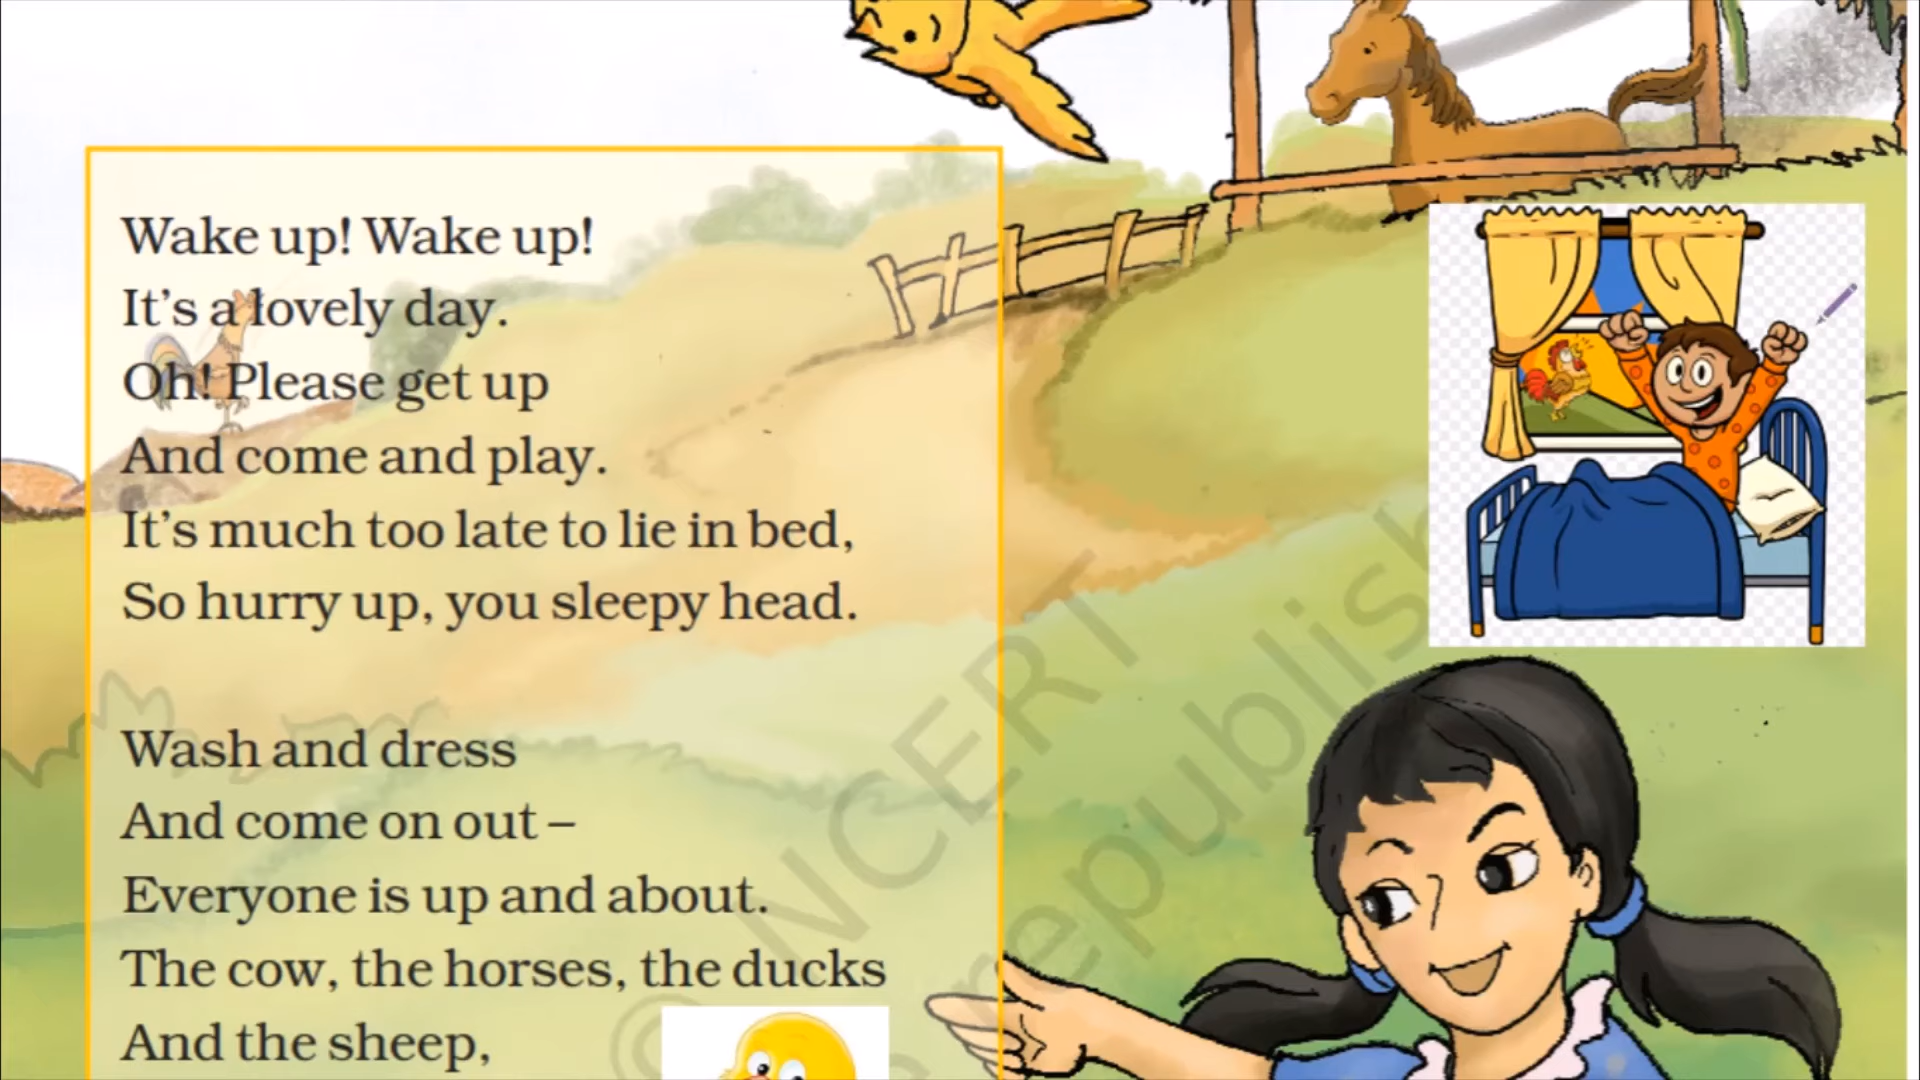 Wake up! Wake up!
It's a lovely day.
Oh! Please get up
And come and play.
It's much too late to lie in bed,
So hurry up, you sleepy head.
Wash and dress
And come on out –
Everyone is up and about.
The cow, the horses, the ducks
And the sheep,
© NCERT
republish